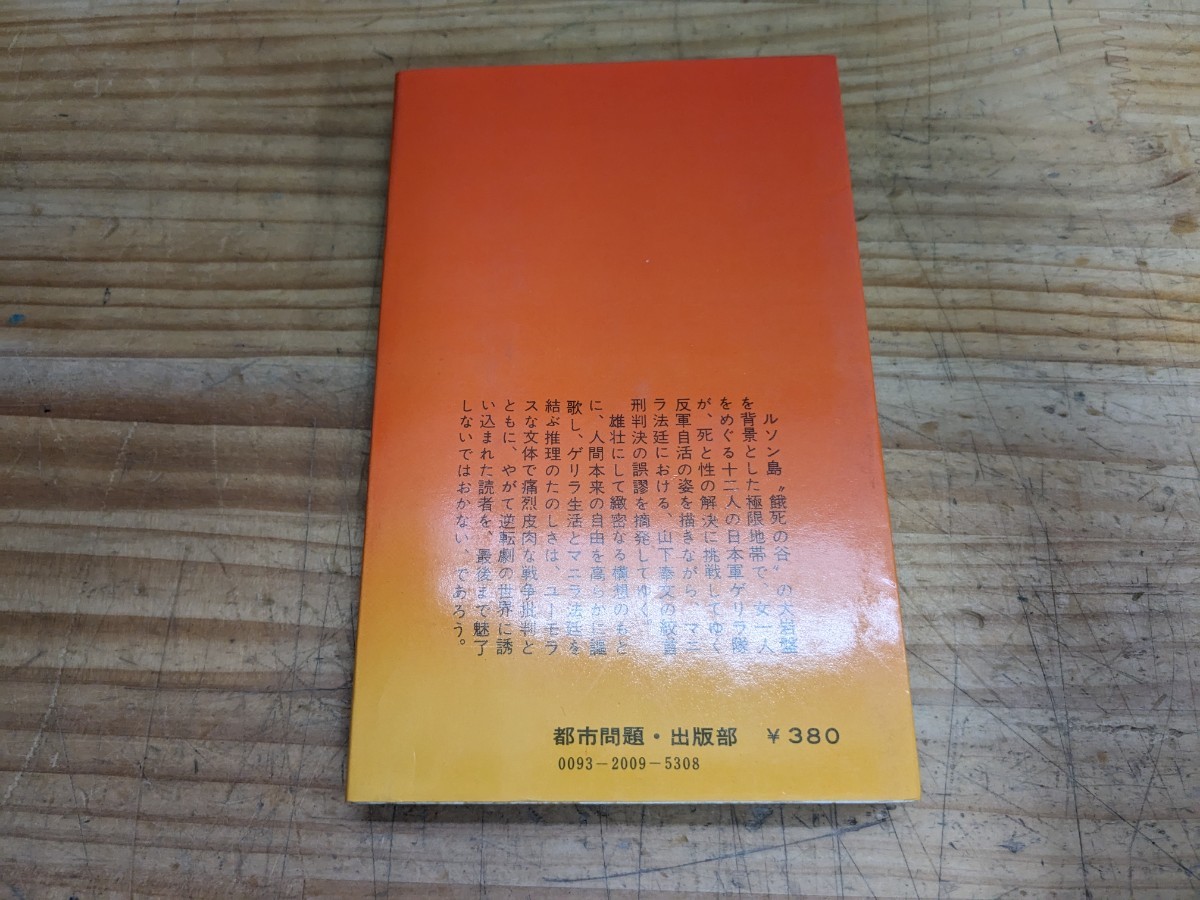 ルソン島〝餓死の谷〟の大岩盤
を背景とした極限地帯で、女一人
をめぐる十二人の日本軍ゲリラ隊
が、死と性の解決に挑戦してゆく
反軍自活の姿を描きながら、マニ
ラ法廷における、山下奉文の絞首
刑判決の誤謬を摘発してゆく。
雄壮にして緻密なる構想のもと
に、人間本来の自由を高らかに謳
歌し、ゲリラ生活とマニラ法廷を
結ぶ推理のたのしさは、ユーモラ
スな文体で痛烈皮肉な戦争批判と
ともに、やがて逆転劇の世界に誘
い込まれた読者を、最後まで魅了
しないではおかない、であろう。
都市問題・出版部 ¥380
0093-2009-5308